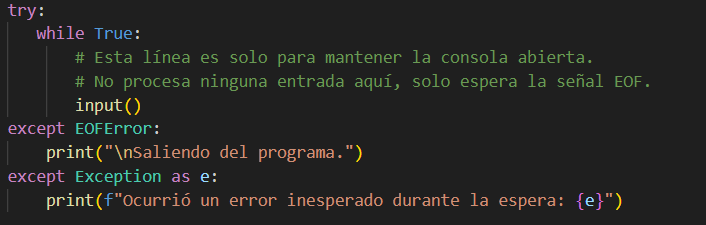 try:
while True:
# Esta línea es solo para mantener la consola abierta.
# No procesa ninguna entrada aquí, solo espera la señal EOF.
input()
except EOFError:
print("\nSaliendo del programa.")
except Exception as e:
print(f"Ocurrió un error inesperado durante la espera: {e}")